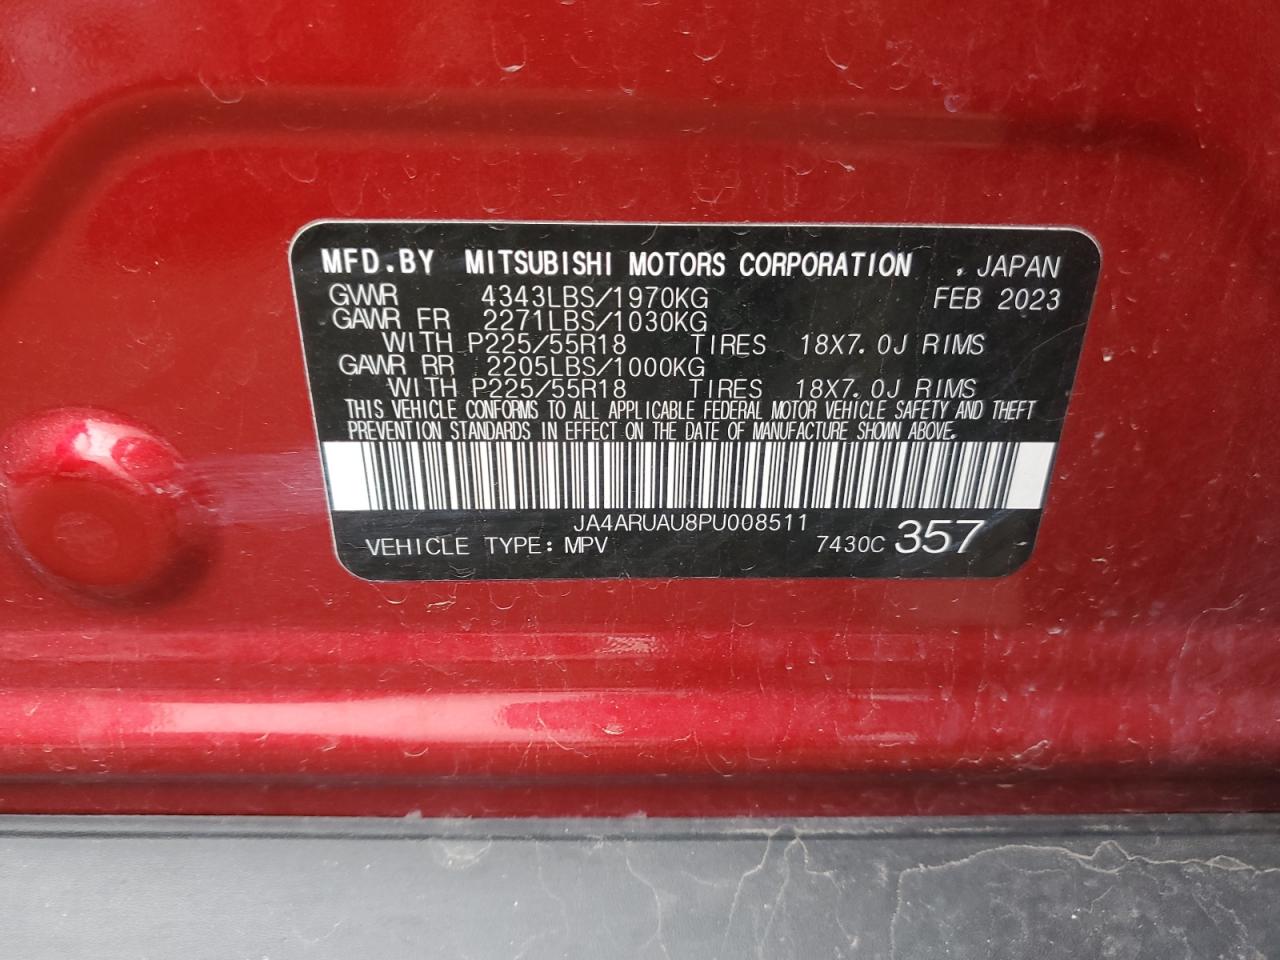 MFD.BY MITSUBISHI MOTORS CORPORATION , JAPAN
GVWR 4343LBS/1970KG FEB 2023
GAWR FR 2271LBS/1030KG
WITH P225/55R18 TIRES 18X7.0J RIMS
GAWR RR 2205LBS/1000KG
WITH P225/55R18 TIRES 18X7.0J RIMS
THIS VEHICLE CONFORMS TO ALL APPLICABLE FEDERAL MOTOR VEHICLE SAFETY AND THEFT
PREVENTION STANDARDS IN EFFECT ON THE DATE OF MANUFACTURE SHOWN ABOVE.
JA4ARUAU8PU008511
VEHICLE TYPE: MPV 7430C 357